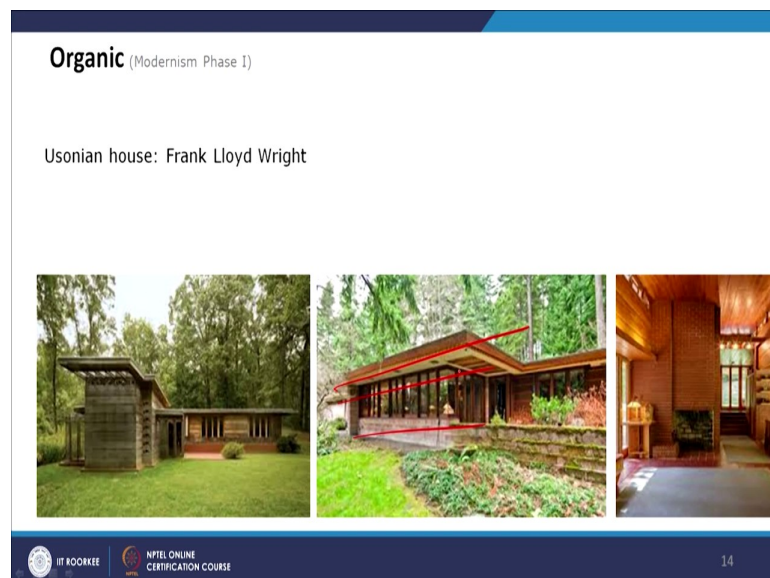 Organic (Modernism Phase I)
Usonian house: Frank Lloyd Wright
IIT ROORKEE
NPTEL ONLINE
CERTIFICATION COURSE
14